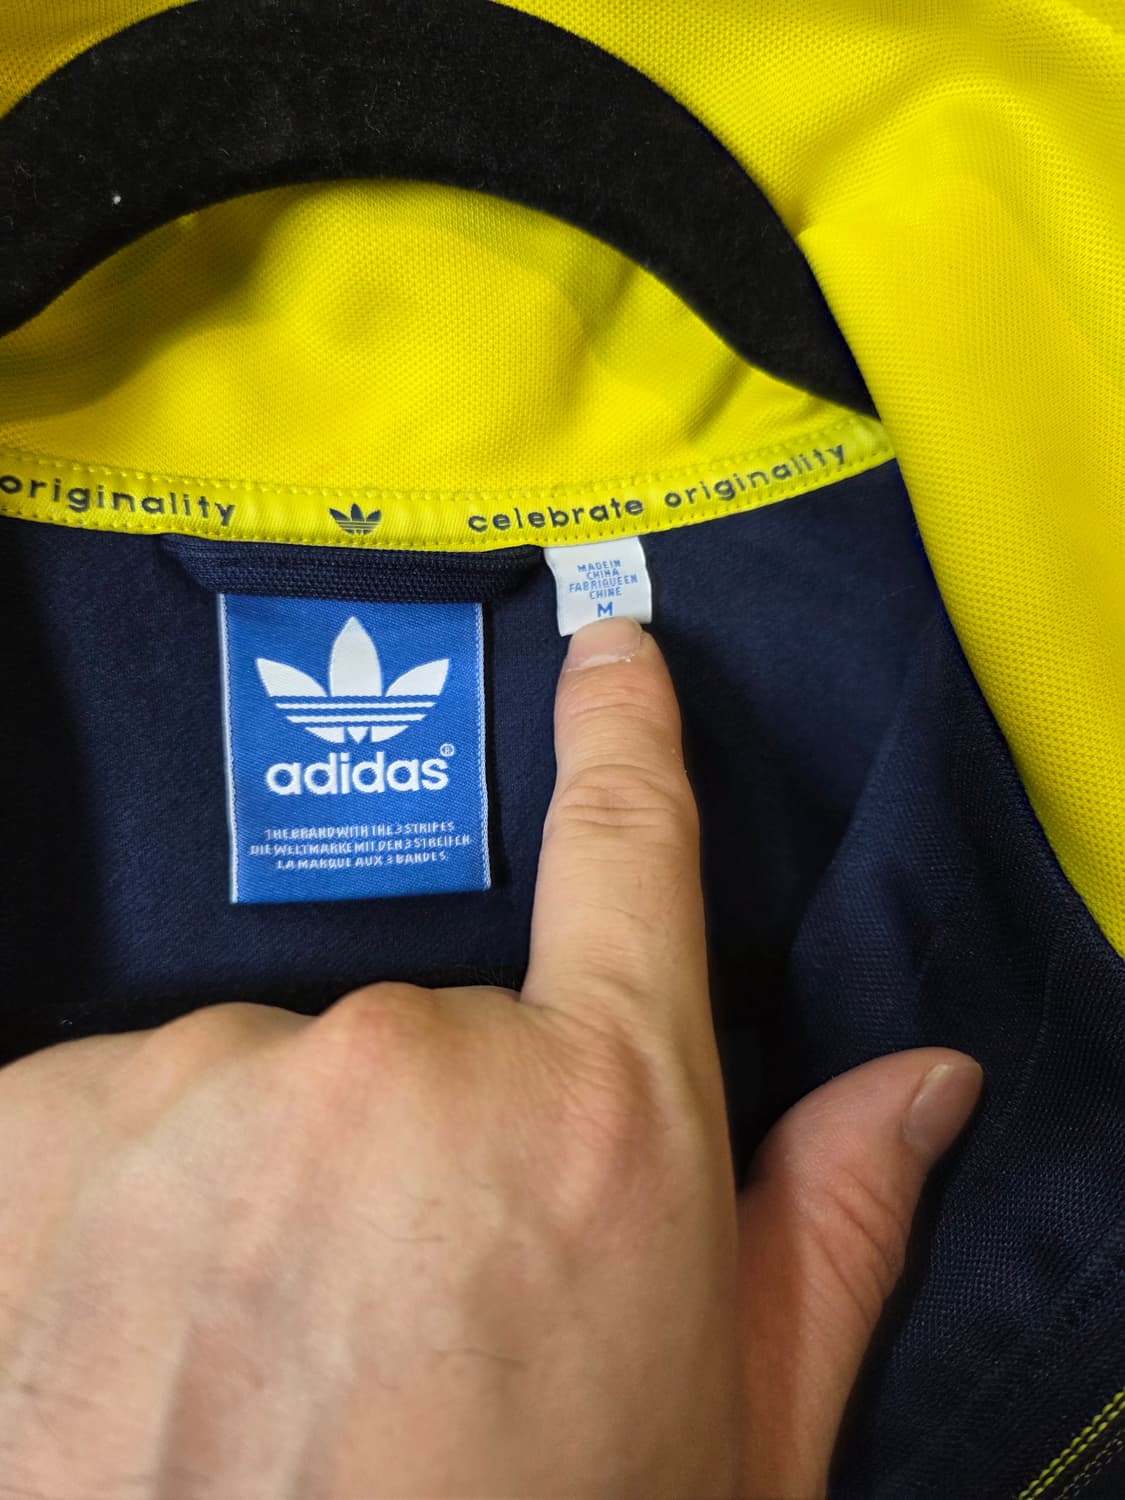 originality celebrate originality
MADE IN
CHINA
FABRIQUE EN
CHINE
M
adidas®
THE BRAND WITH THE 3 STRIPES
DIE WELTMARKE MIT DEN 3 STREIFEN
LA MARQUE AUX 3 BANDES